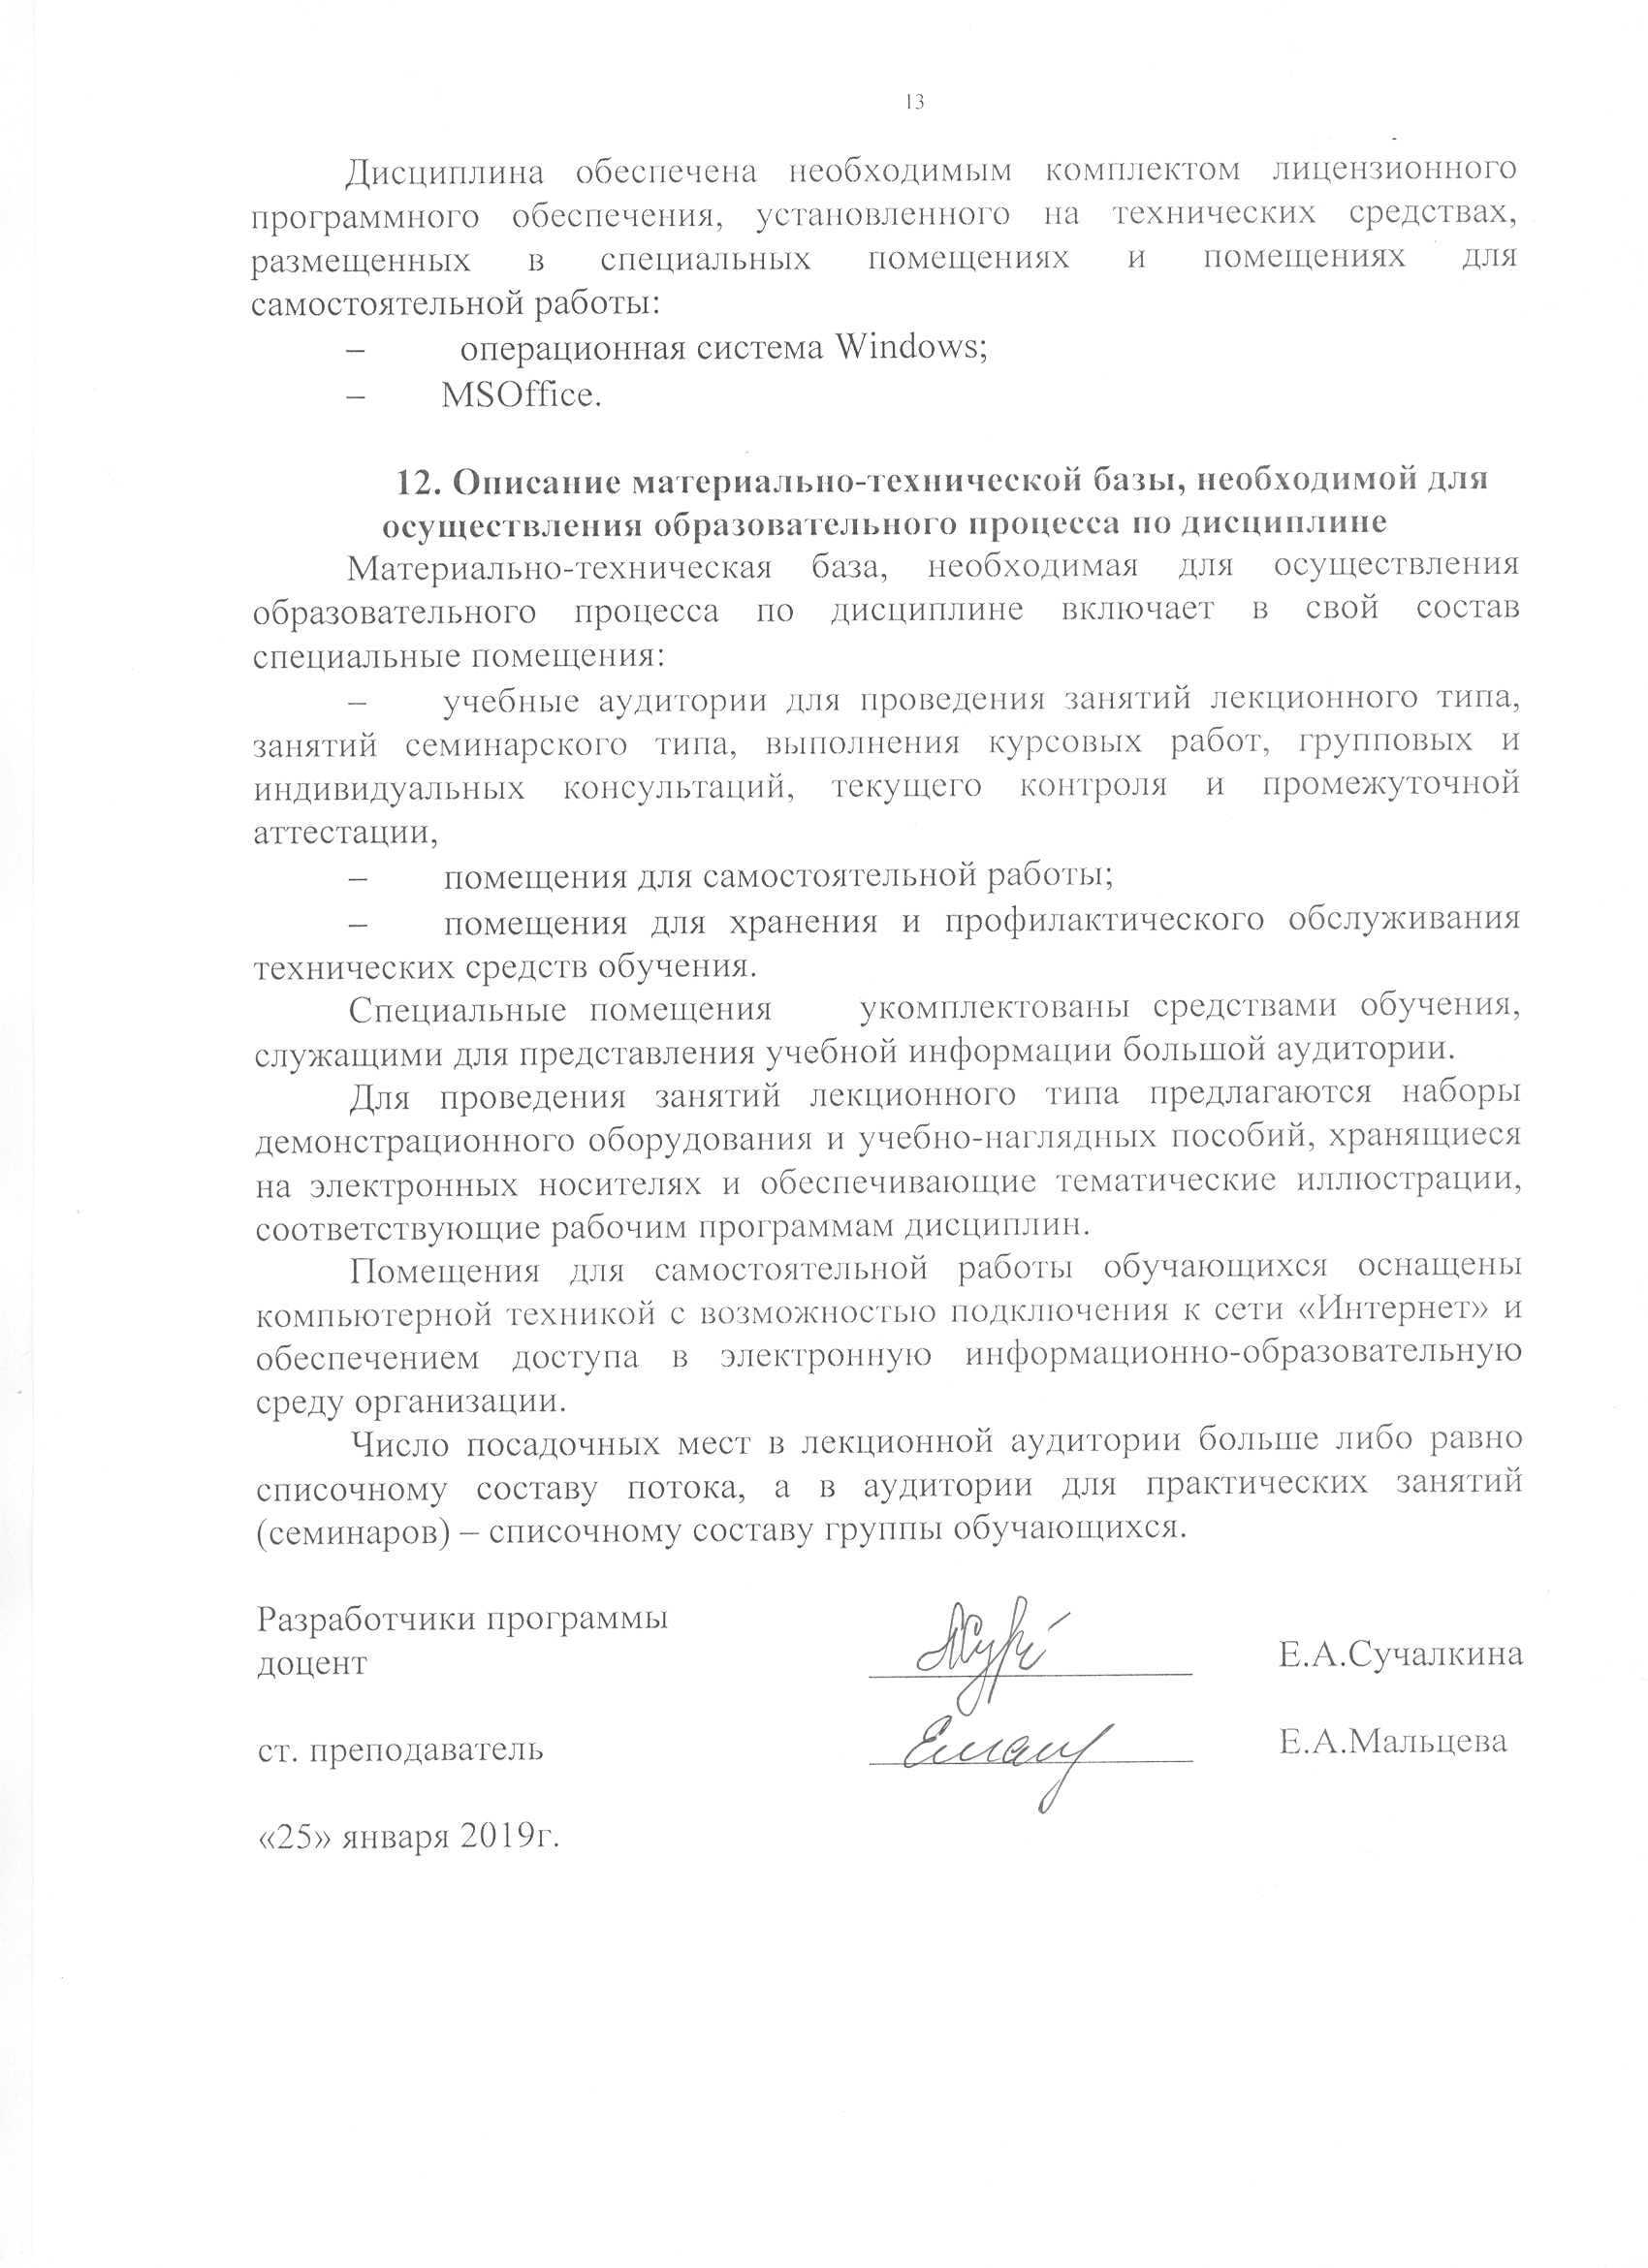 13
Дисциплина обеспечена необходимым комплектом лицензионного
программного обеспечения, установленного на технических средствах,
размещенных в специальных помещениях и помещениях для
самостоятельной работы:
– операционная система Windows;
– MSOffice.
12. Описание материально-технической базы, необходимой для
осуществления образовательного процесса по дисциплине
Материально-техническая база, необходимая для осуществления
образовательного процесса по дисциплине включает в свой состав
специальные помещения:
– учебные аудитории для проведения занятий лекционного типа,
занятий семинарского типа, выполнения курсовых работ, групповых и
индивидуальных консультаций, текущего контроля и промежуточной
аттестации,
– помещения для самостоятельной работы;
– помещения для хранения и профилактического обслуживания
технических средств обучения.
Специальные помещения укомплектованы средствами обучения,
служащими для представления учебной информации большой аудитории.
Для проведения занятий лекционного типа предлагаются наборы
демонстрационного оборудования и учебно-наглядных пособий, хранящиеся
на электронных носителях и обеспечивающие тематические иллюстрации,
соответствующие рабочим программам дисциплин.
Помещения для самостоятельной работы обучающихся оснащены
компьютерной техникой с возможностью подключения к сети «Интернет» и
обеспечением доступа в электронную информационно-образовательную
среду организации.
Число посадочных мест в лекционной аудитории больше либо равно
списочному составу потока, а в аудитории для практических занятий
(семинаров) – списочному составу группы обучающихся.
Разработчики программы
доцент Е.А.Сучалкина
ст. преподаватель Е.А.Мальцева
«25» января 2019г.